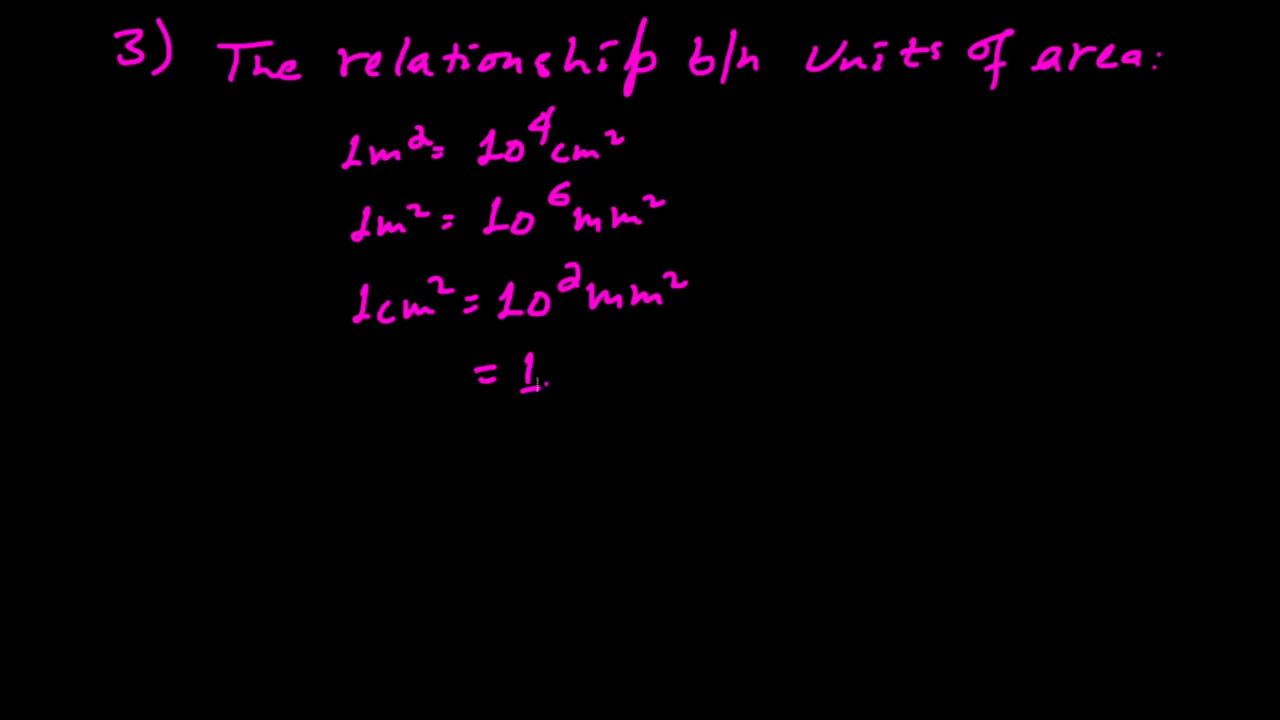 3) The relationship b/n units of area:
1m²= 10⁴cm²
1m² = 10⁶mm²
1cm² = 10²mm²
= 1